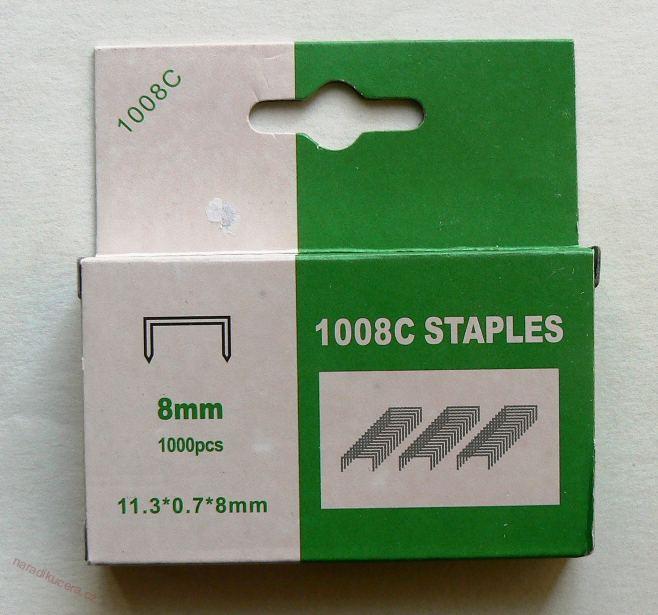 1008C
1008C STAPLES
8mm
1000pcs
11.3*0.7*8mm
naradikucera.cz